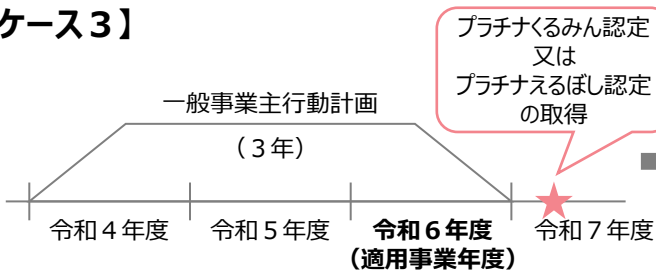 ケース３】
プラチナくるみん認定
又は
プラチナえるぼし認定
の取得
一般事業主行動計画
（３年）
令和４年度
令和５年度
令和６年度
（適用事業年度）
令和７年度